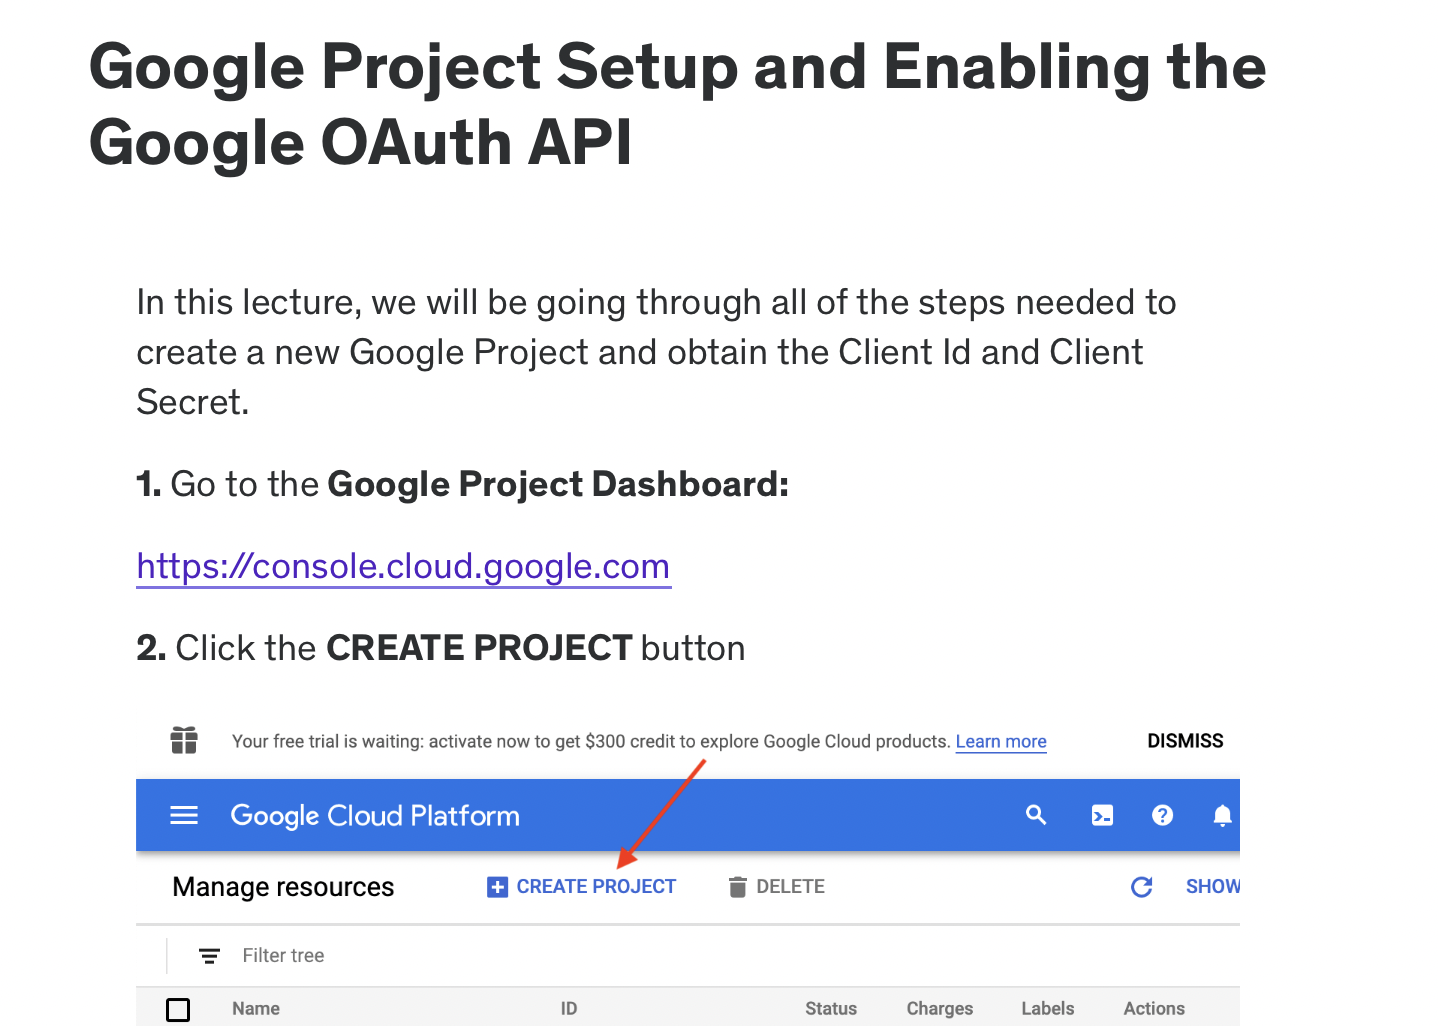 Google Project Setup and Enabling the
Google OAuth API
In this lecture, we will be going through all of the steps needed to
create a new Google Project and obtain the Client Id and Client
Secret.
1. Go to the Google Project Dashboard:
https://console.cloud.google.com
2. Click the CREATE PROJECT button
Your free trial is waiting: activate now to get $300 credit to explore Google Cloud products. Learn more DISMISS
Google Cloud Platform
Manage resources CREATE PROJECT DELETE SHOW
Filter tree
Name ID Status Charges Labels Actions